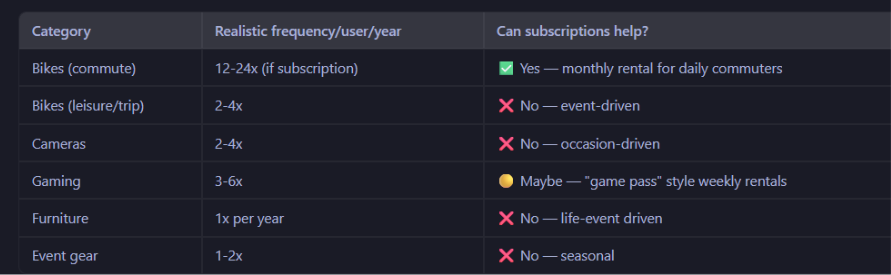 Category Realistic frequency/user/year Can subscriptions help?
Bikes (commute) 12-24x (if subscription) ✅ Yes — monthly rental for daily commuters
Bikes (leisure/trip) 2-4x ❌ No — event-driven
Cameras 2-4x ❌ No — occasion-driven
Gaming 3-6x 🟡 Maybe — "game pass" style weekly rentals
Furniture 1x per year ❌ No — life-event driven
Event gear 1-2x ❌ No — seasonal